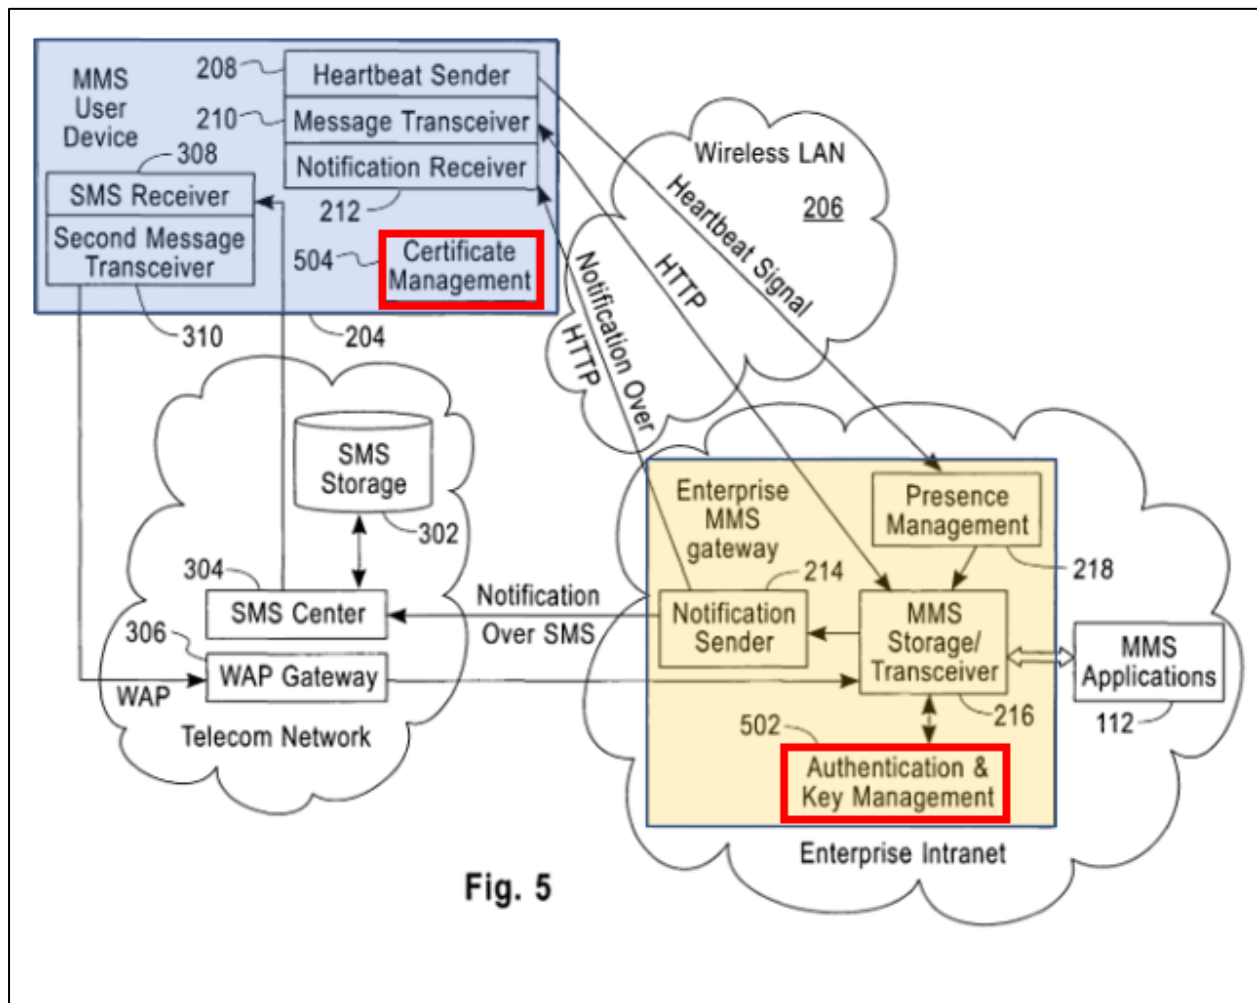 MMS
User
Device
208
Heartbeat Sender
210
Message Transceiver
Notification Receiver
212
308
SMS Receiver
Second Message
Transceiver
310
504
Certificate
Management
204
Wireless LAN
206
Heartbeat Signal
HTTP
Notification Over
HTTP
SMS
Storage
302
304
SMS Center
306
WAP Gateway
WAP
Telecom Network
Notification
Over SMS
Enterprise
MMS
gateway
Presence
Management
218
214
Notification
Sender
MMS
Storage/
Transceiver
216
MMS
Applications
112
502
Authentication &
Key Management
Enterprise Intranet
Fig. 5